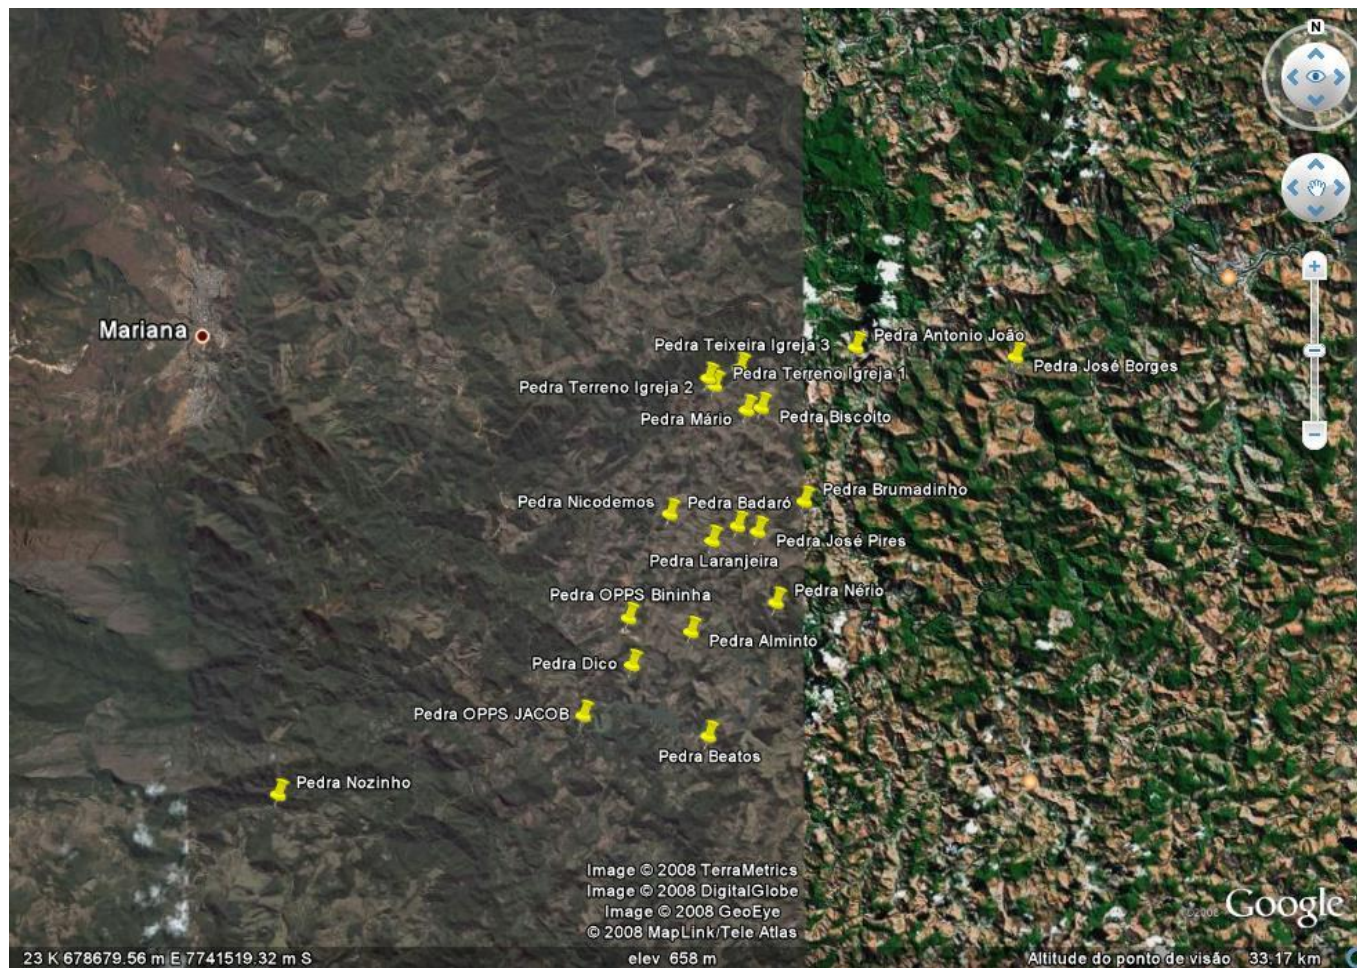 N
Mariana
Pedra Antonio João
Pedra Teixeira Igreja 3
Pedra José Borges
Pedra Terreno Igreja 1
Pedra Terreno Igreja 2
Pedra Mário
Pedra Biscoito
Pedra Brumadinho
Pedra Nicodemos
Pedra Badaró
Pedra José Pires
Pedra Laranjeira
Pedra OPPS Bininha
Pedra Nério
Pedra Alminto
Pedra Dico
Pedra OPPS JACOB
Pedra Beatos
Pedra Nozinho
Image © 2008 TerraMetrics
Image © 2008 DigitalGlobe
Image © 2008 GeoEye
© 2008 MapLink/Tele Atlas
©2008 Google
23 K 678679.56 m E 7741519.32 m S
elev 658 m
Altitude do ponto de visão 33.17 km